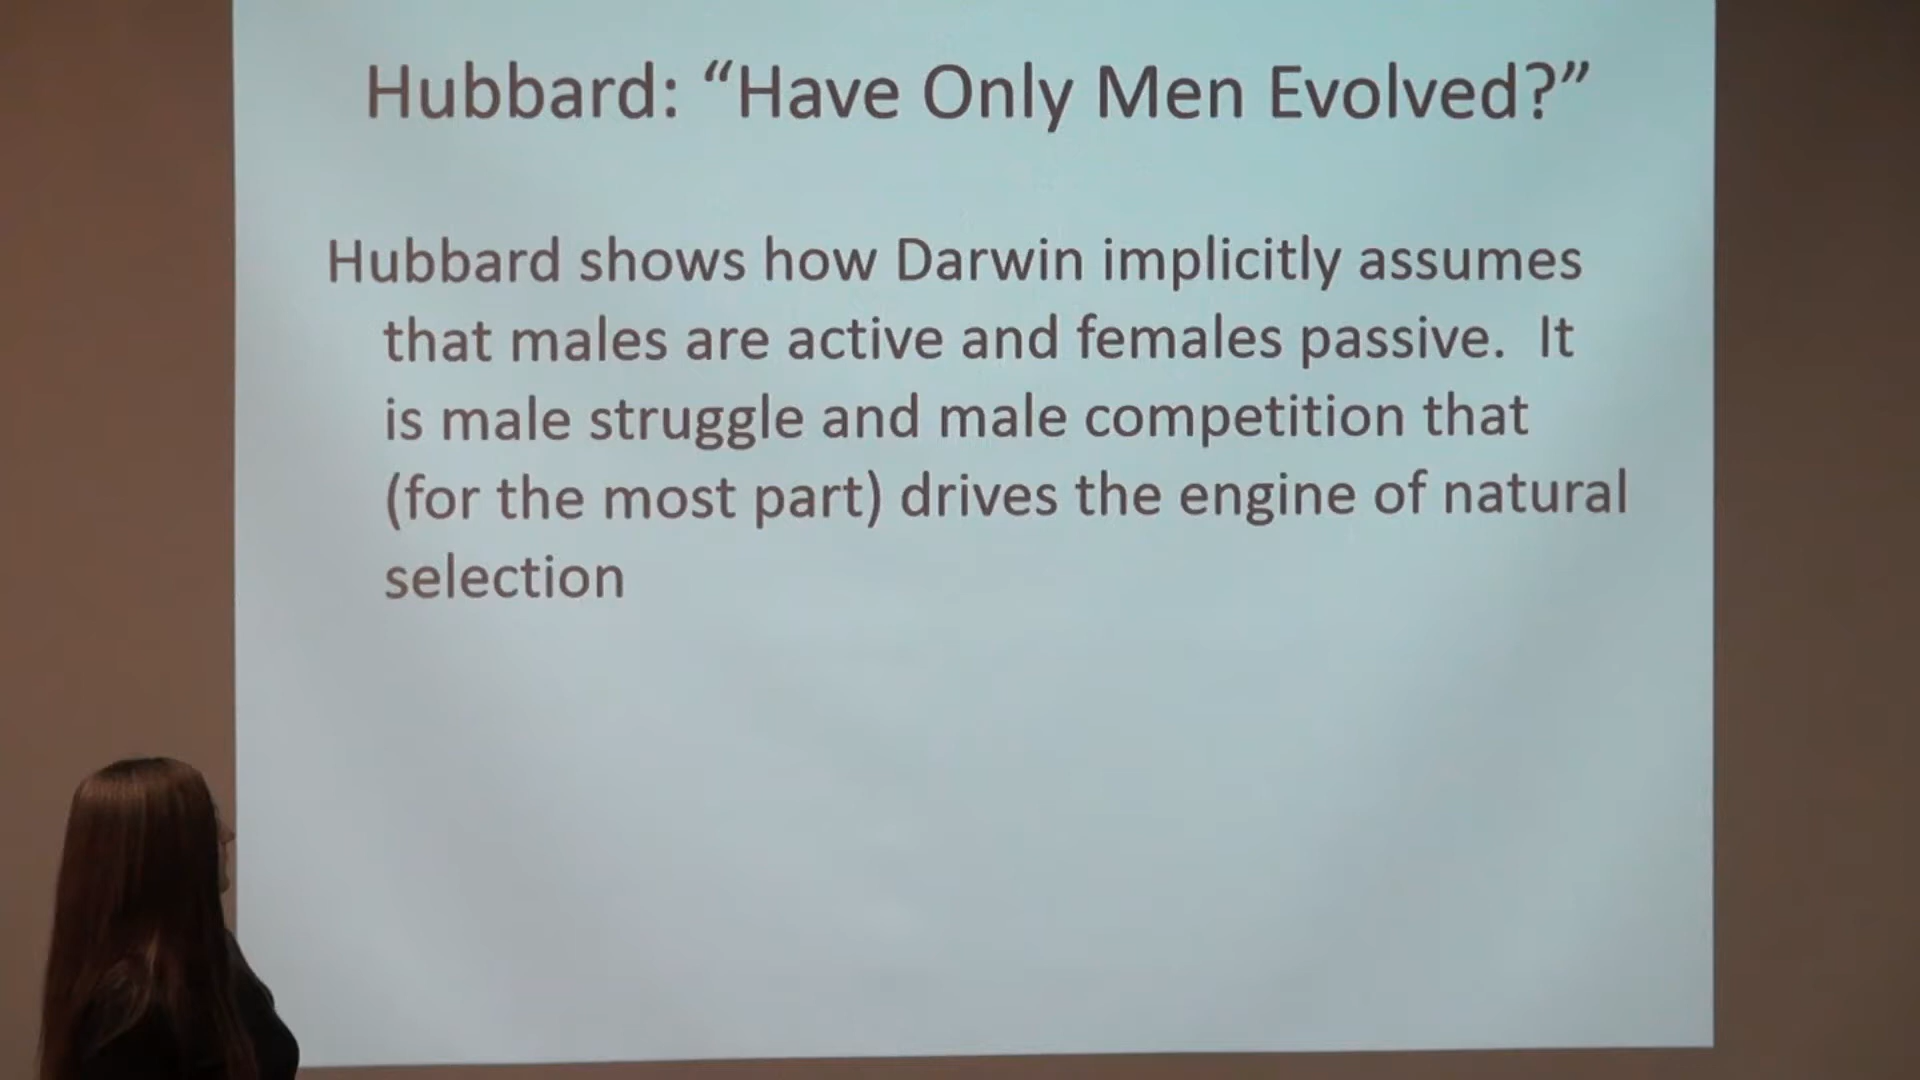 Hubbard: “Have Only Men Evolved?”
Hubbard shows how Darwin implicitly assumes
that males are active and females passive.  It
is male struggle and male competition that
(for the most part) drives the engine of natural
selection